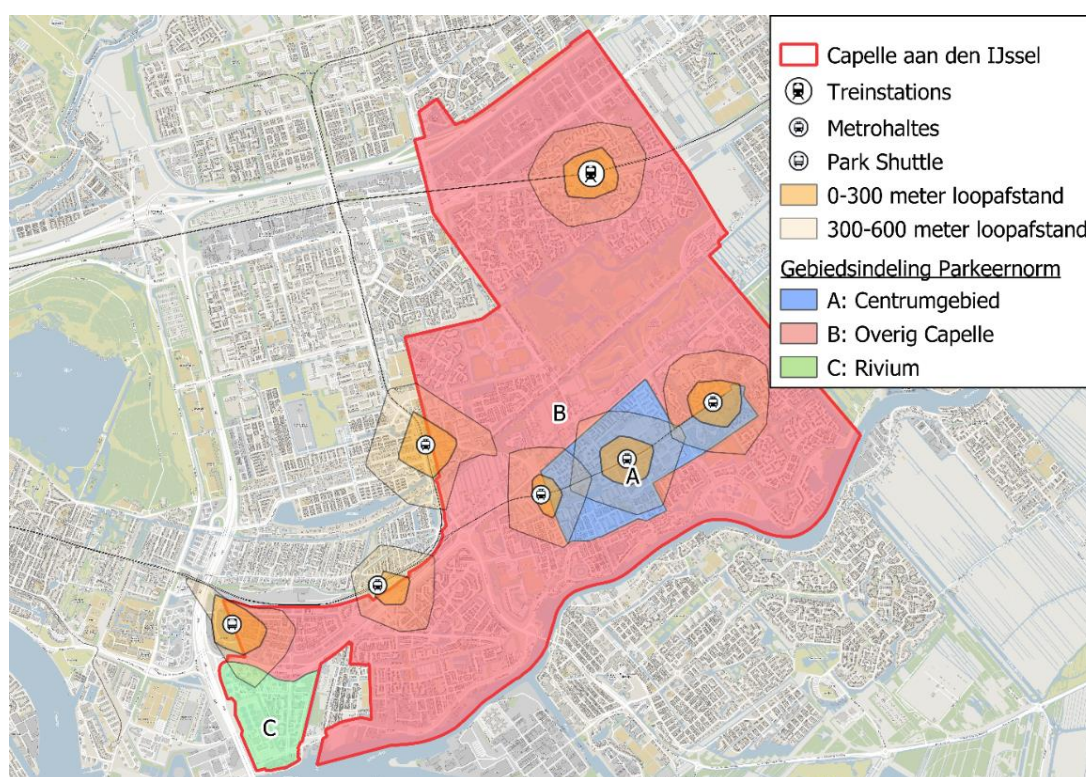 Capelle aan den IJssel
Treinstations
Metrohaltes
Park Shuttle
0-300 meter loopafstand
300-600 meter loopafstand
Gebiedsindeling Parkeernorm
A: Centrumgebied
B: Overig Capelle
C: Rivium
B
A
C